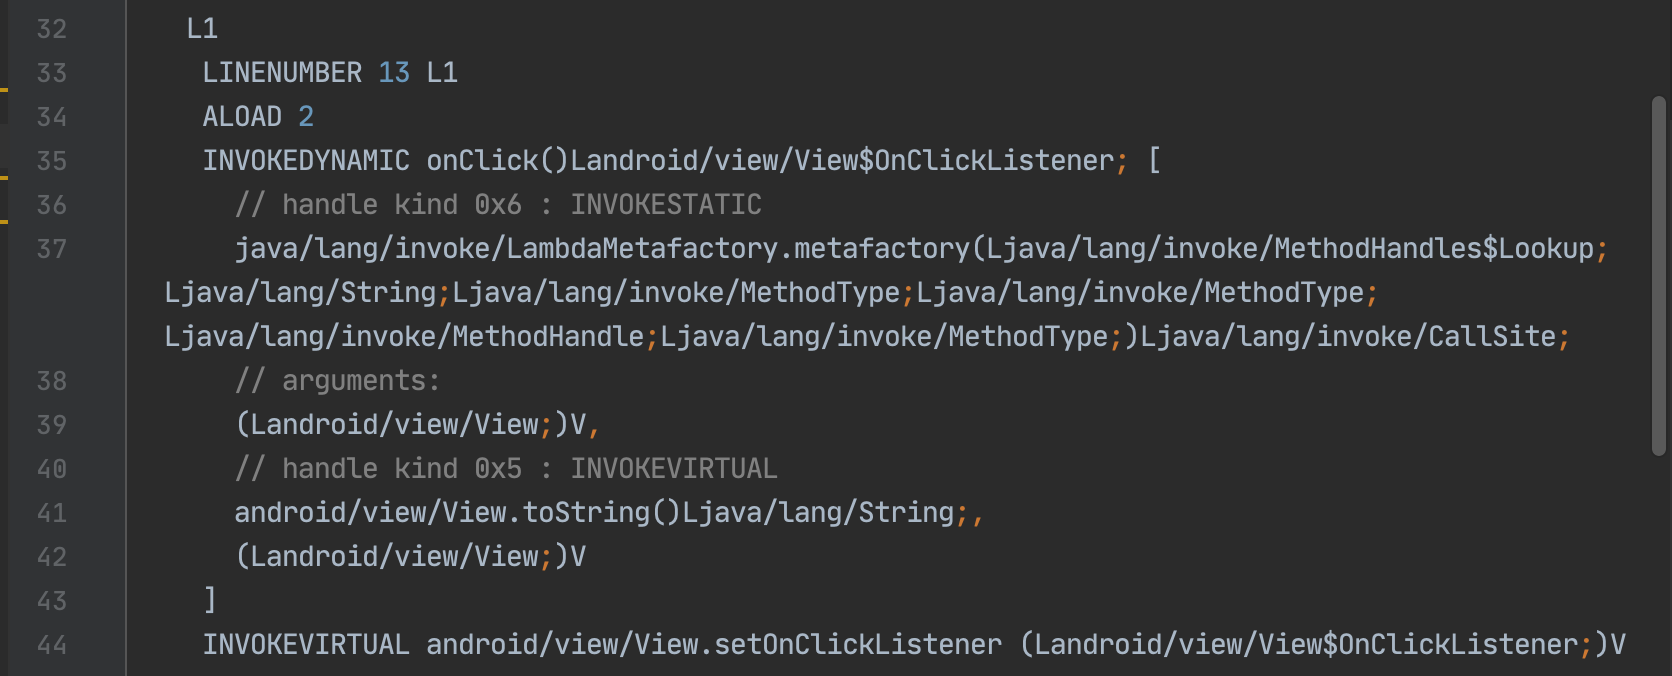 32 L1
33 LINENUMBER 13 L1
34 ALOAD 2
35 INVOKEDYNAMIC onClick()Landroid/view/View$OnClickListener; [
36 // handle kind 0x6 : INVOKESTATIC
37 java/lang/invoke/LambdaMetafactory.metafactory(Ljava/lang/invoke/MethodHandles$Lookup;
Ljava/lang/String;Ljava/lang/invoke/MethodType;Ljava/lang/invoke/MethodType;
Ljava/lang/invoke/MethodHandle;Ljava/lang/invoke/MethodType;)Ljava/lang/invoke/CallSite;
38 // arguments:
39 (Landroid/view/View;)V,
40 // handle kind 0x5 : INVOKEVIRTUAL
41 android/view/View.toString()Ljava/lang/String;,
42 (Landroid/view/View;)V
43 ]
44 INVOKEVIRTUAL android/view/View.setOnClickListener (Landroid/view/View$OnClickListener;)V